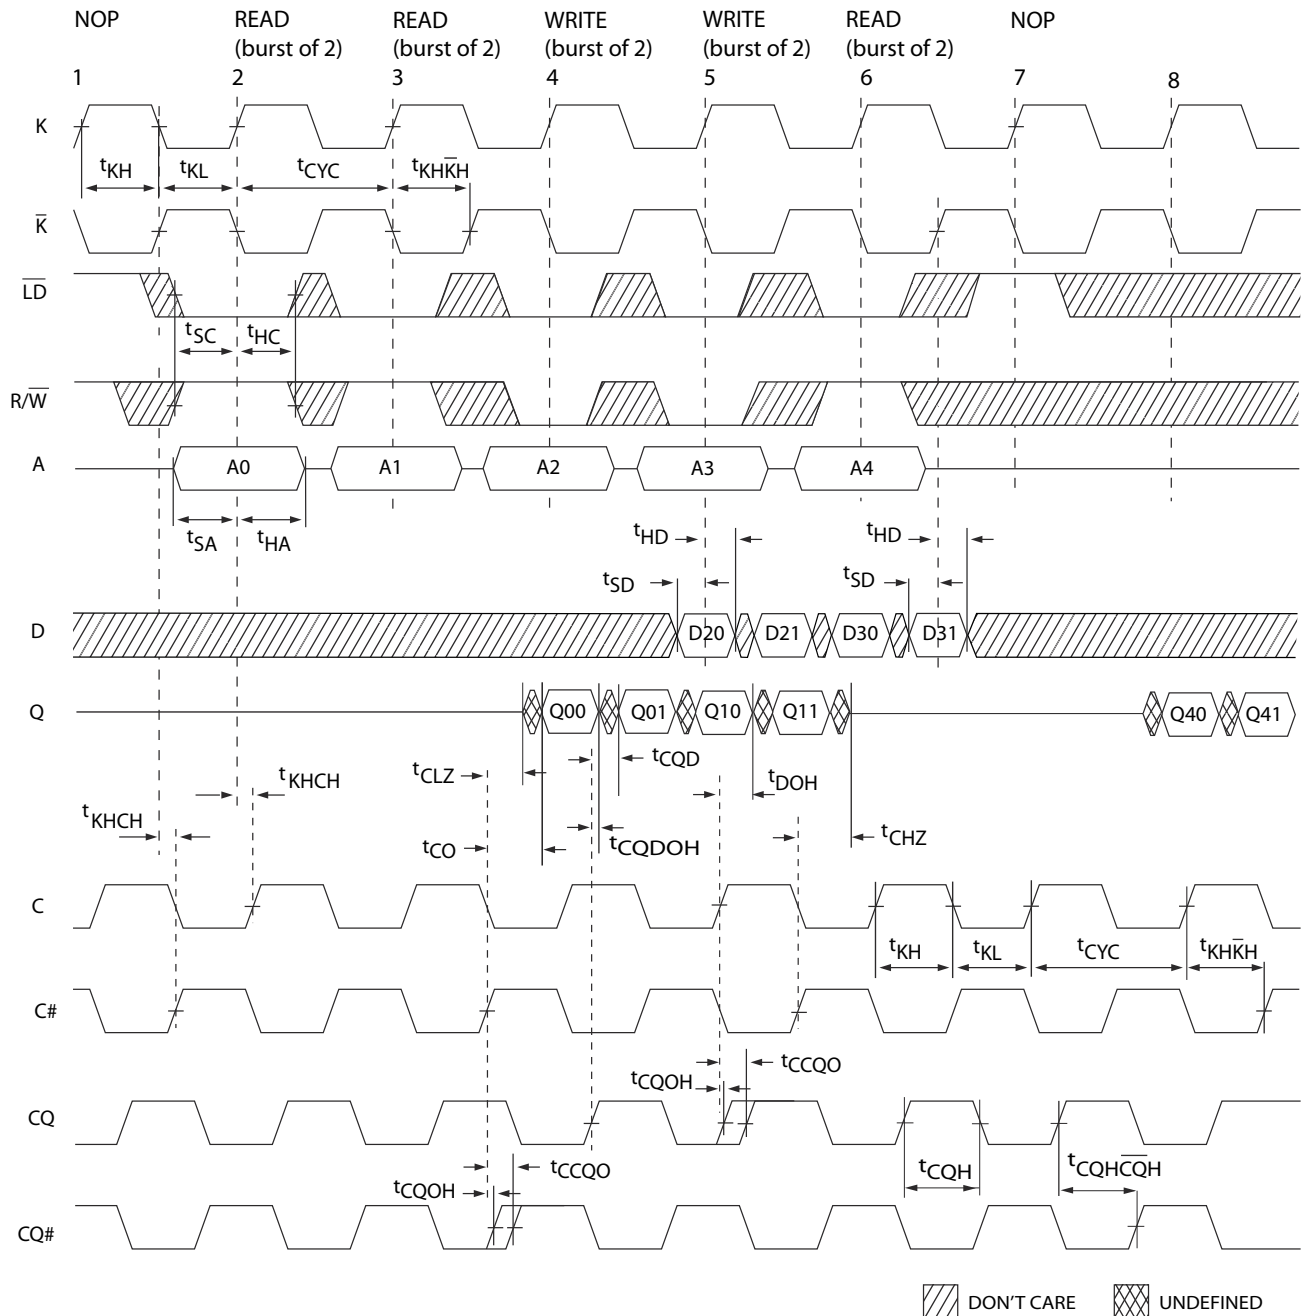 NOP READ READ WRITE WRITE READ NOP
(burst of 2) (burst of 2) (burst of 2) (burst of 2) (burst of 2)
1 2 3 4 5 6 7 8
K
tKH tKL tCYC tKHK̅H
K̅
L̅D̅
tSC tHC
R/W̅
A A0 A1 A2 A3 A4
tSA tHA
tHD tHD
tSD tSD
D D20 D21 D30 D31
Q Q00 Q01 Q10 Q11 Q40 Q41
tCQD
tKHCH tCLZ tDOH
tKHCH
tCO tCQDOH tCHZ
C
tKH tKL tCYC tKHK̅H
C#
tCCQO
tCQOH
CQ
tCCQO tCQH tCQHC̅Q̅H
tCQOH
CQ#
DON'T CARE UNDEFINED